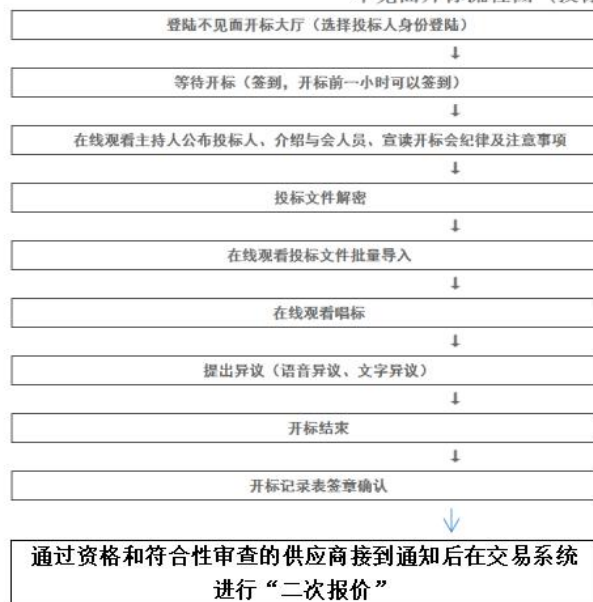 登陆不见面开标大厅（选择投标人身份登陆）
等待开标（签到，开标前一小时可以签到）
在线观看主持人公布投标人、介绍与会人员、宣读开标会纪律及注意事项
投标文件解密
在线观看投标文件批量导入
在线观看唱标
提出异议（语音异议、文字异议）
开标结束
开标记录表签章确认
通过资格和符合性审查的供应商接到通知后在交易系统
进行“二次报价”